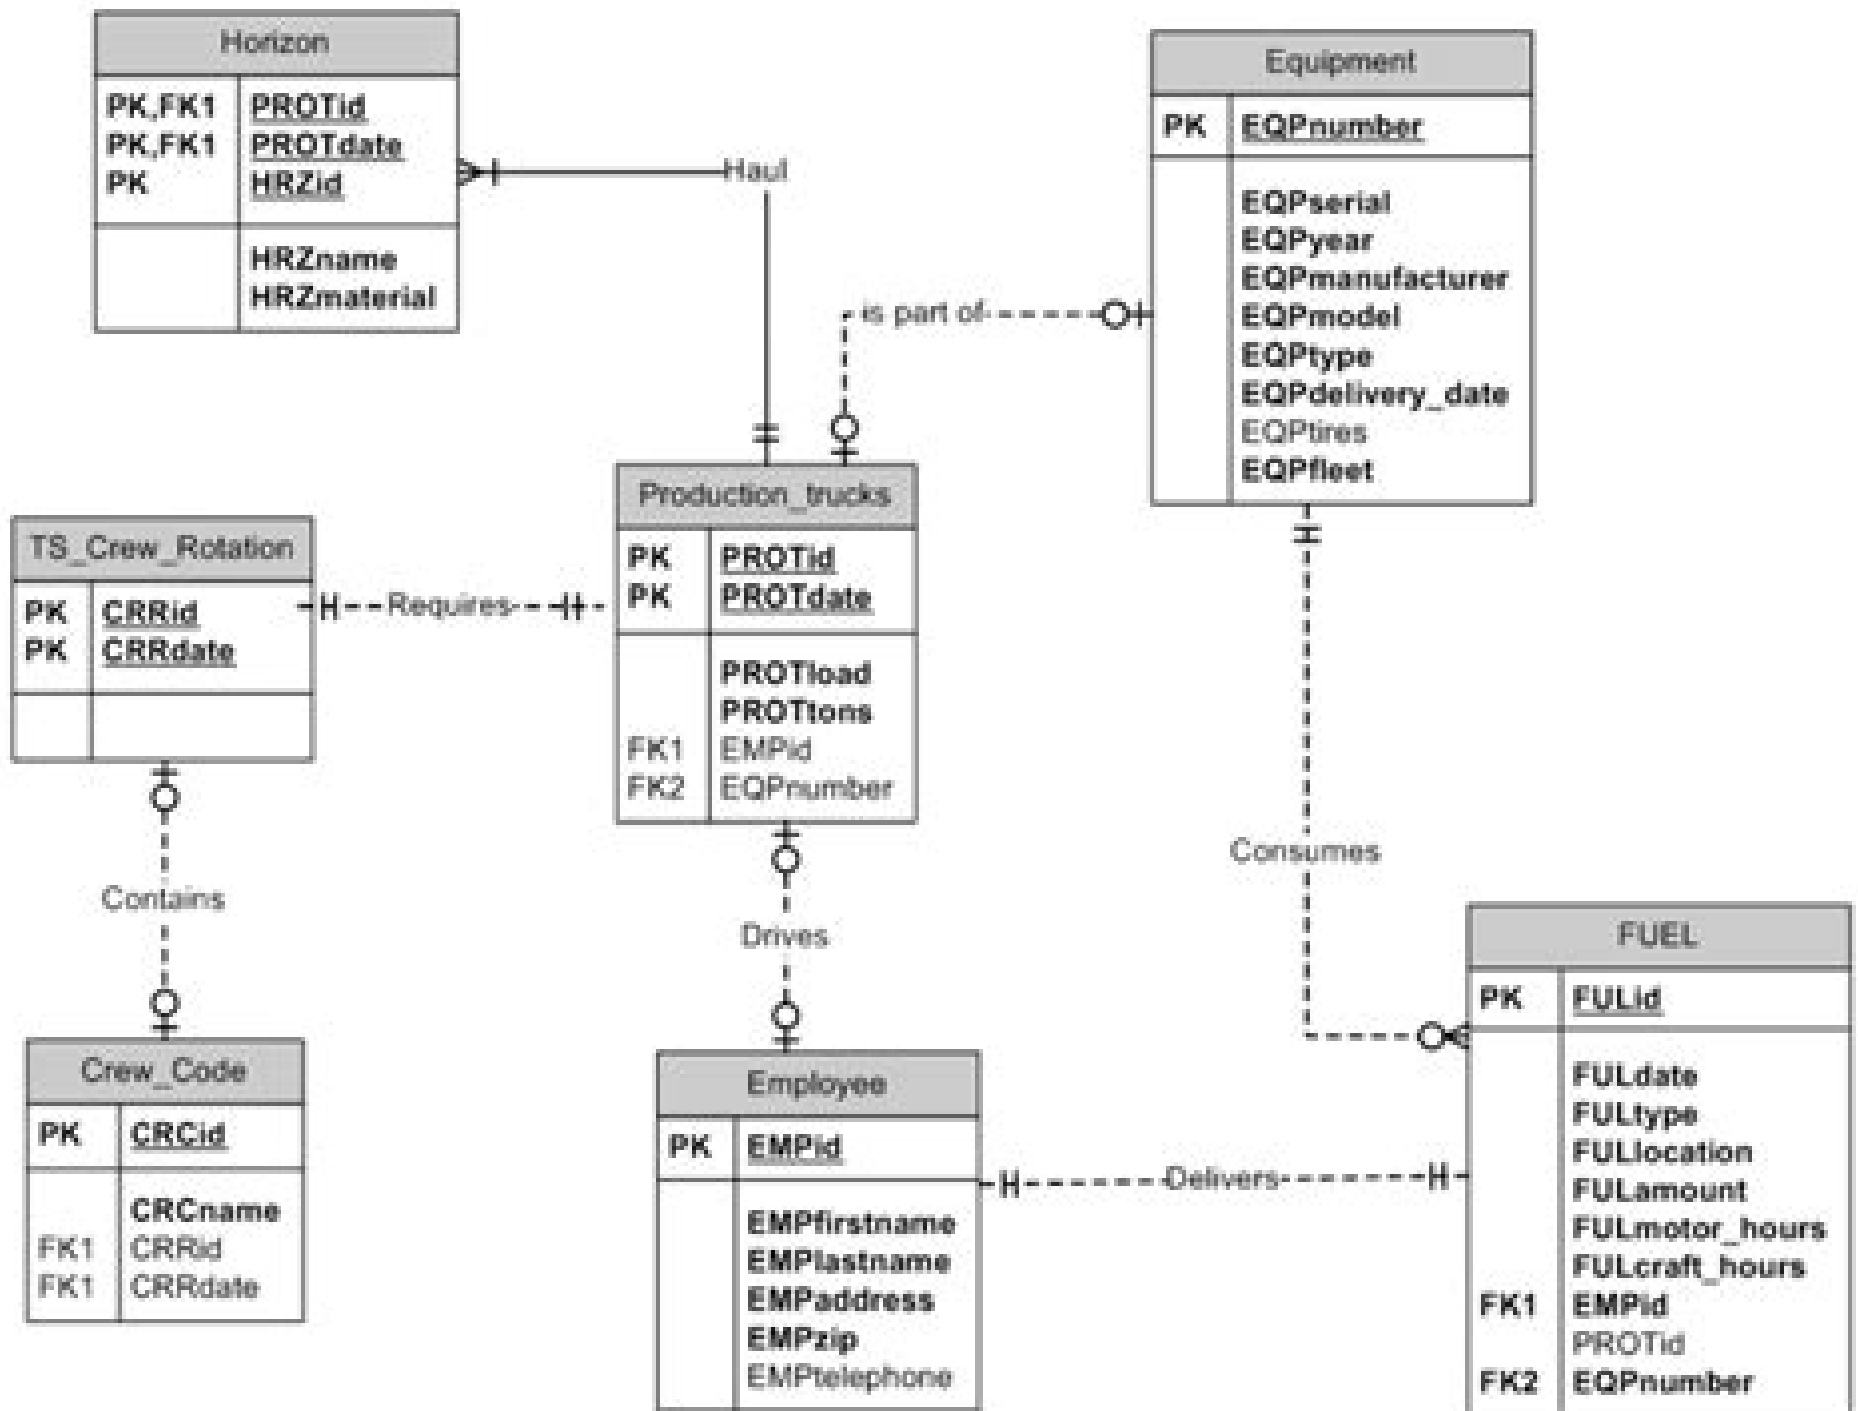 Horizon
PK,FK1 PROTid
PK,FK1 PROTdate
PK HRZid
HRZname
HRZmaterial
Haul
Equipment
PK EQPnumber
EQPserial
EQPyear
EQPmanufacturer
EQPmodel
EQPtype
EQPdelivery_date
EQPtires
EQPfleet
is part of
Production_trucks
PK PROTid
PK PROTdate
PROTload
PROTtons
FK1 EMPid
FK2 EQPnumber
TS_Crew_Rotation
PK CRRid
PK CRRdate
Requires
Contains
Drives
Consumes
Crew_Code
PK CRCid
CRCname
FK1 CRRid
FK1 CRRdate
Employee
PK EMPid
EMPfirstname
EMPlastname
EMPaddress
EMPzip
EMPtelephone
Delivers
FUEL
PK FULid
FULdate
FULtype
FULlocation
FULamount
FULmotor_hours
FULcraft_hours
FK1 EMPid
PROTid
FK2 EQPnumber